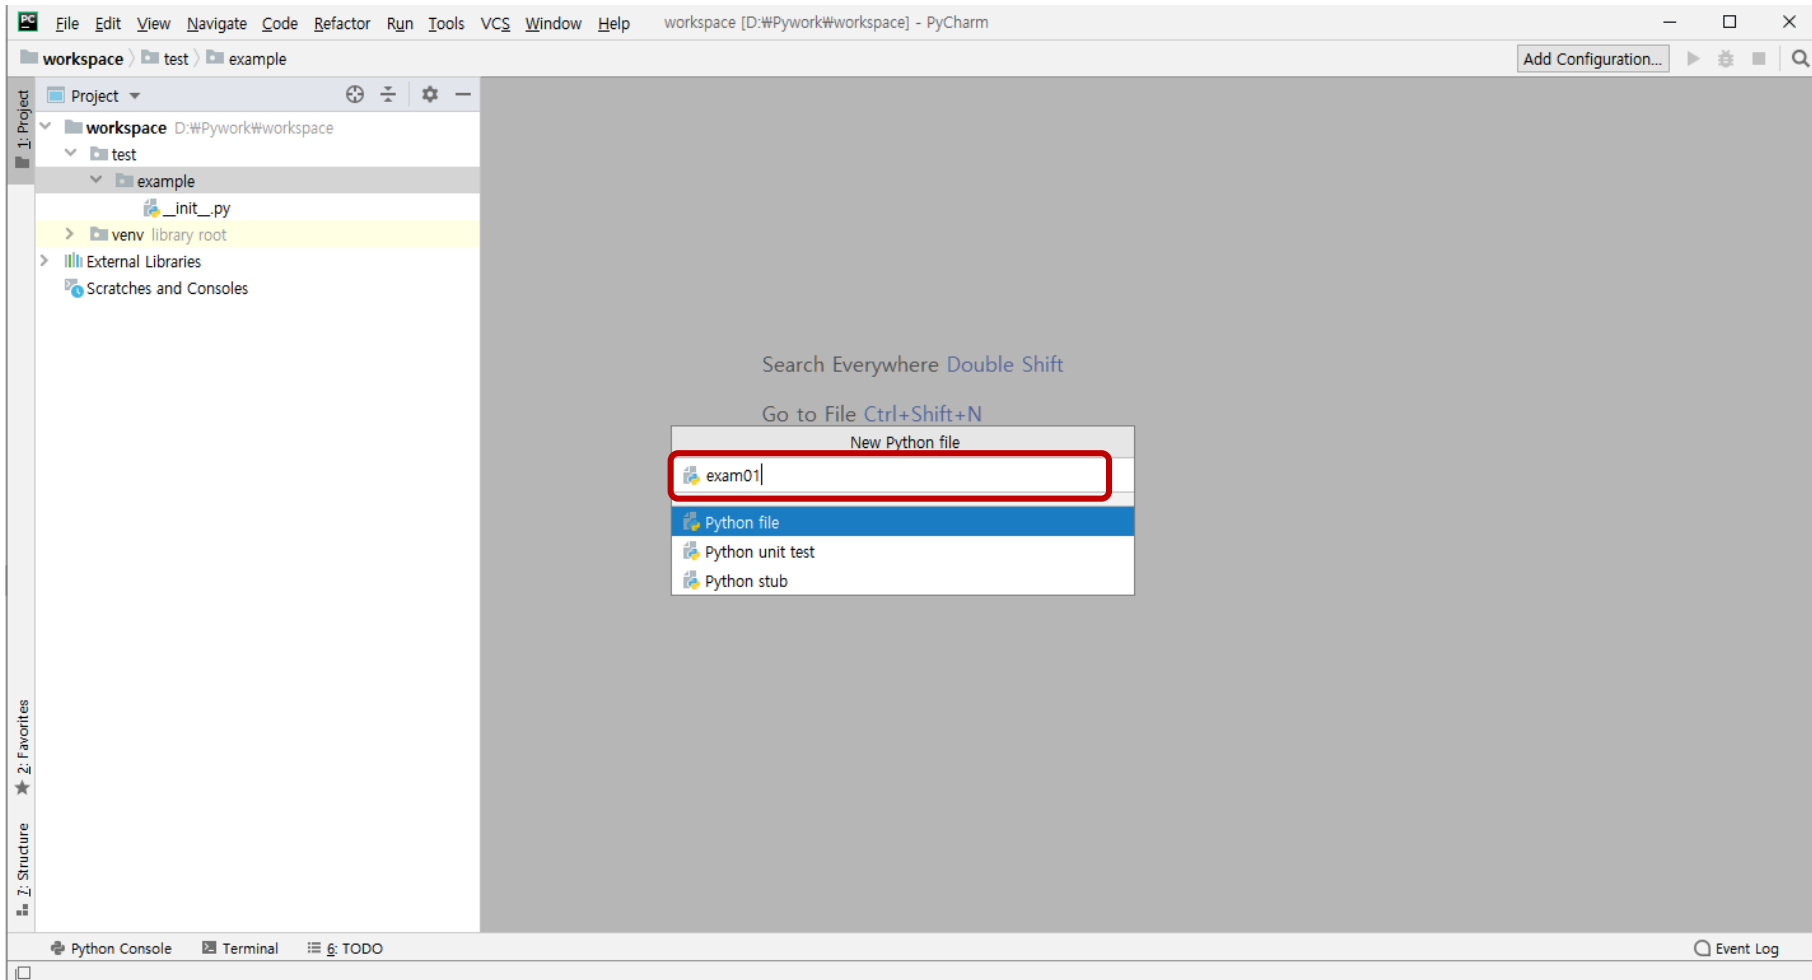 PC File Edit View Navigate Code Refactor Run Tools VCS Window Help workspace [D:₩Pywork₩workspace] - PyCharm
workspace test example Add Configuration...
1: Project
Project
workspace D:₩Pywork₩workspace
test
example
__init__.py
venv library root
External Libraries
Scratches and Consoles
Search Everywhere Double Shift
Go to File Ctrl+Shift+N
New Python file
exam01
Python file
Python unit test
Python stub
2: Favorites
7: Structure
Python Console Terminal 6: TODO Event Log